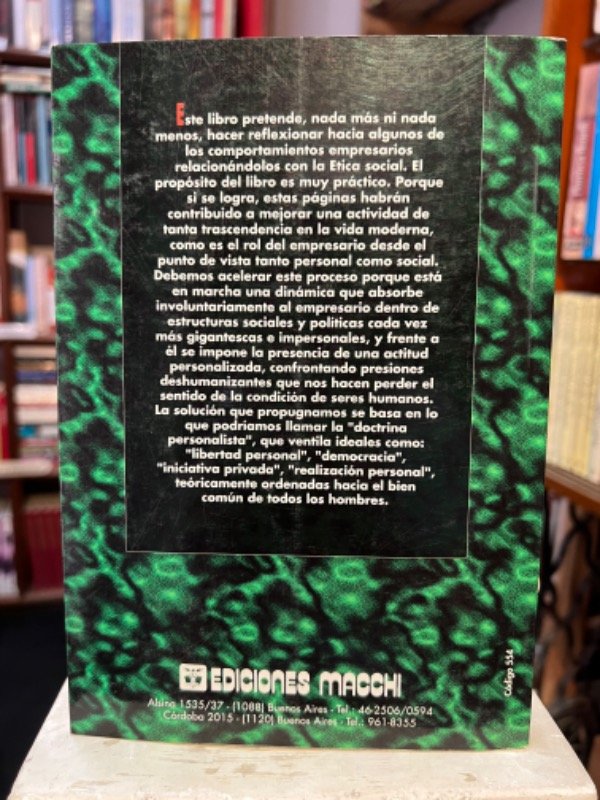 Este libro pretende, nada más ni nada
menos, hacer reflexionar hacia algunos de
los comportamientos empresarios
relacionándolos con la Etica social. El
propósito del libro es muy práctico. Porque
si se logra, estas páginas habrán
contribuido a mejorar una actividad de
tanta trascendencia en la vida moderna,
como es el rol del empresario desde el
punto de vista tanto personal como social.
Debemos acelerar este proceso porque está
en marcha una dinámica que absorbe
involuntariamente al empresario dentro de
estructuras sociales y politicas cada vez
más gigantescas e impersonales, y frente a
él se impone la presencia de una actitud
personalizada, confrontando presiones
deshumanizantes que nos hacen perder el
sentido de la condición de seres humanos.
La solución que propugnamos se basa en lo
que podríamos llamar la "doctrina
personalista", que ventila ideales como:
"libertad personal", "democracia",
"iniciativa privada", "realización personal",
teóricamente ordenadas hacia el bien
común de todos los hombres.
EDICIONES MACCHI
Alsina 1535/37 - (1088) Buenos Aires - Tel.: 46-2506/0594
Córdoba 2015 - (1120) Buenos Aires - Tel.: 961-8355
Código 554